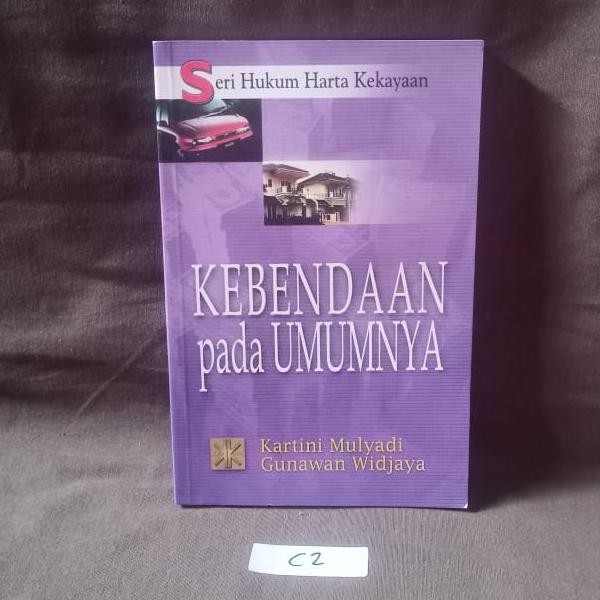 Seri Hukum Harta Kekayaan
KEBENDAAN
pada UMUMNYA
Kartini Mulyadi
Gunawan Widjaya
C2